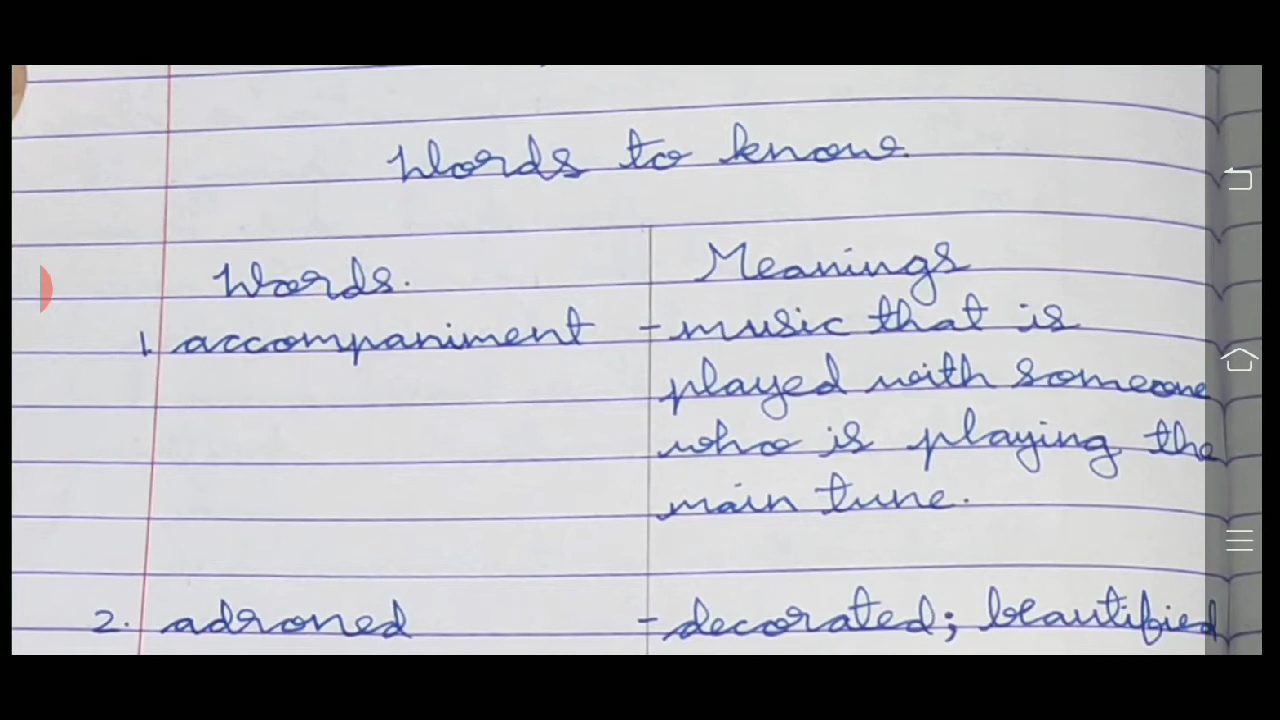 Words to know.
Words. Meanings
1. accompaniment - music that is
played with someone
who is playing the
main tune.
2. adroned - decorated; beautified